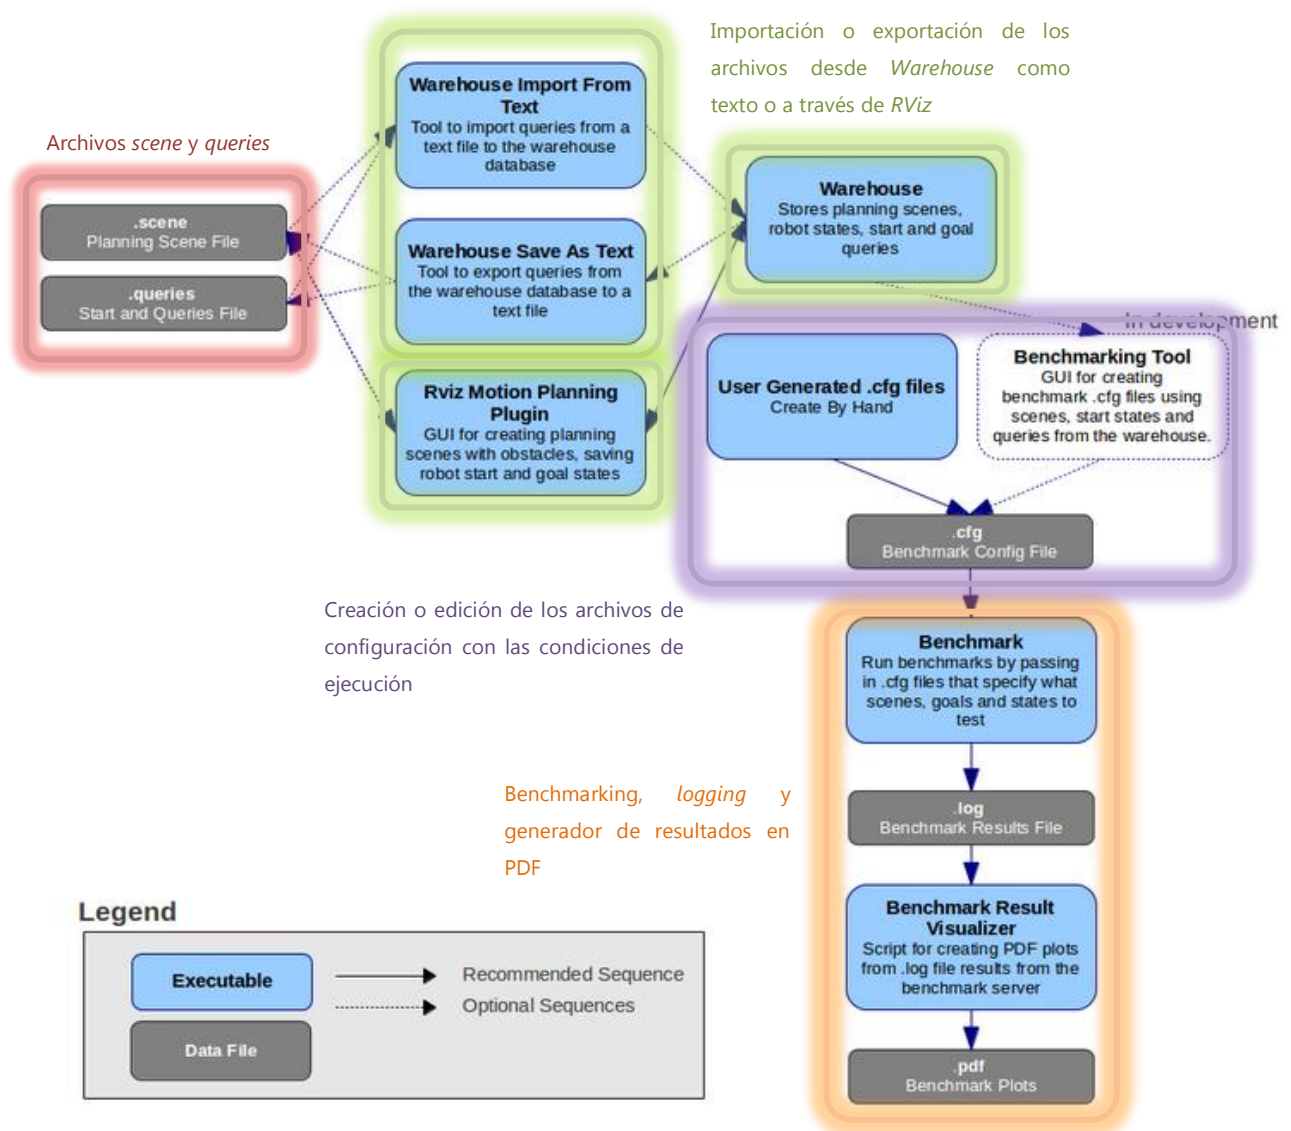 Importación o exportación de los
archivos desde Warehouse como
texto o a través de RViz
Archivos scene y queries
Warehouse Import From
Text
Tool to import queries from a
text file to the warehouse
database
.scene
Planning Scene File
.queries
Start and Queries File
Warehouse Save As Text
Tool to export queries from
the warehouse database to a
text file
Warehouse
Stores planning scenes,
robot states, start and goal
queries
Rviz Motion Planning
Plugin
GUI for creating planning
scenes with obstacles, saving
robot start and goal states
In development
User Generated .cfg files
Create By Hand
Benchmarking Tool
GUI for creating
benchmark .cfg files using
scenes, start states and
queries from the warehouse.
.cfg
Benchmark Config File
Creación o edición de los archivos de
configuración con las condiciones de
ejecución
Benchmark
Run benchmarks by passing
in .cfg files that specify what
scenes, goals and states to
test
Benchmarking, logging y
generador de resultados en
PDF
.log
Benchmark Results File
Benchmark Result
Visualizer
Script for creating PDF plots
from .log file results from the
benchmark server
.pdf
Benchmark Plots
Legend
Executable
Recommended Sequence
Optional Sequences
Data File